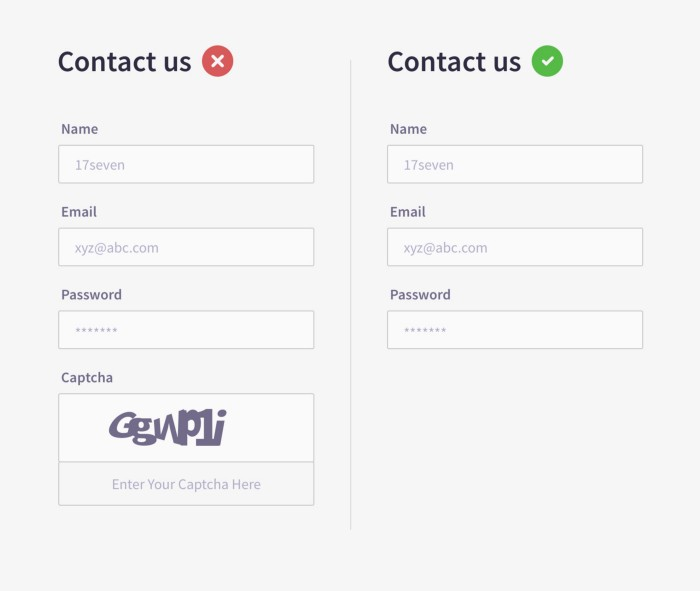 Contact us
Name
17seven
Email
xyz@abc.com
Password
*******
Captcha
GgWp1i
Enter Your Captcha Here
Contact us
Name
17seven
Email
xyz@abc.com
Password
*******